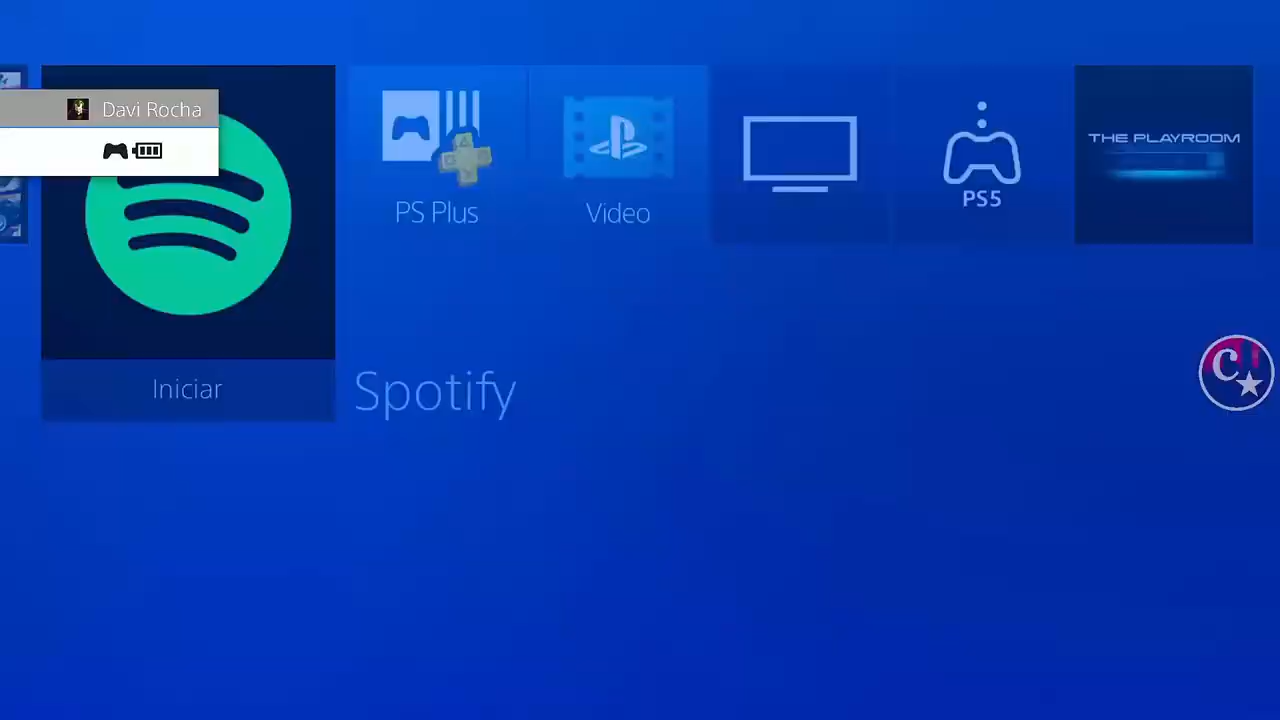 Davi Rocha
PS Plus
Video
PS5
THE PLAYROOM
Iniciar
Spotify
C